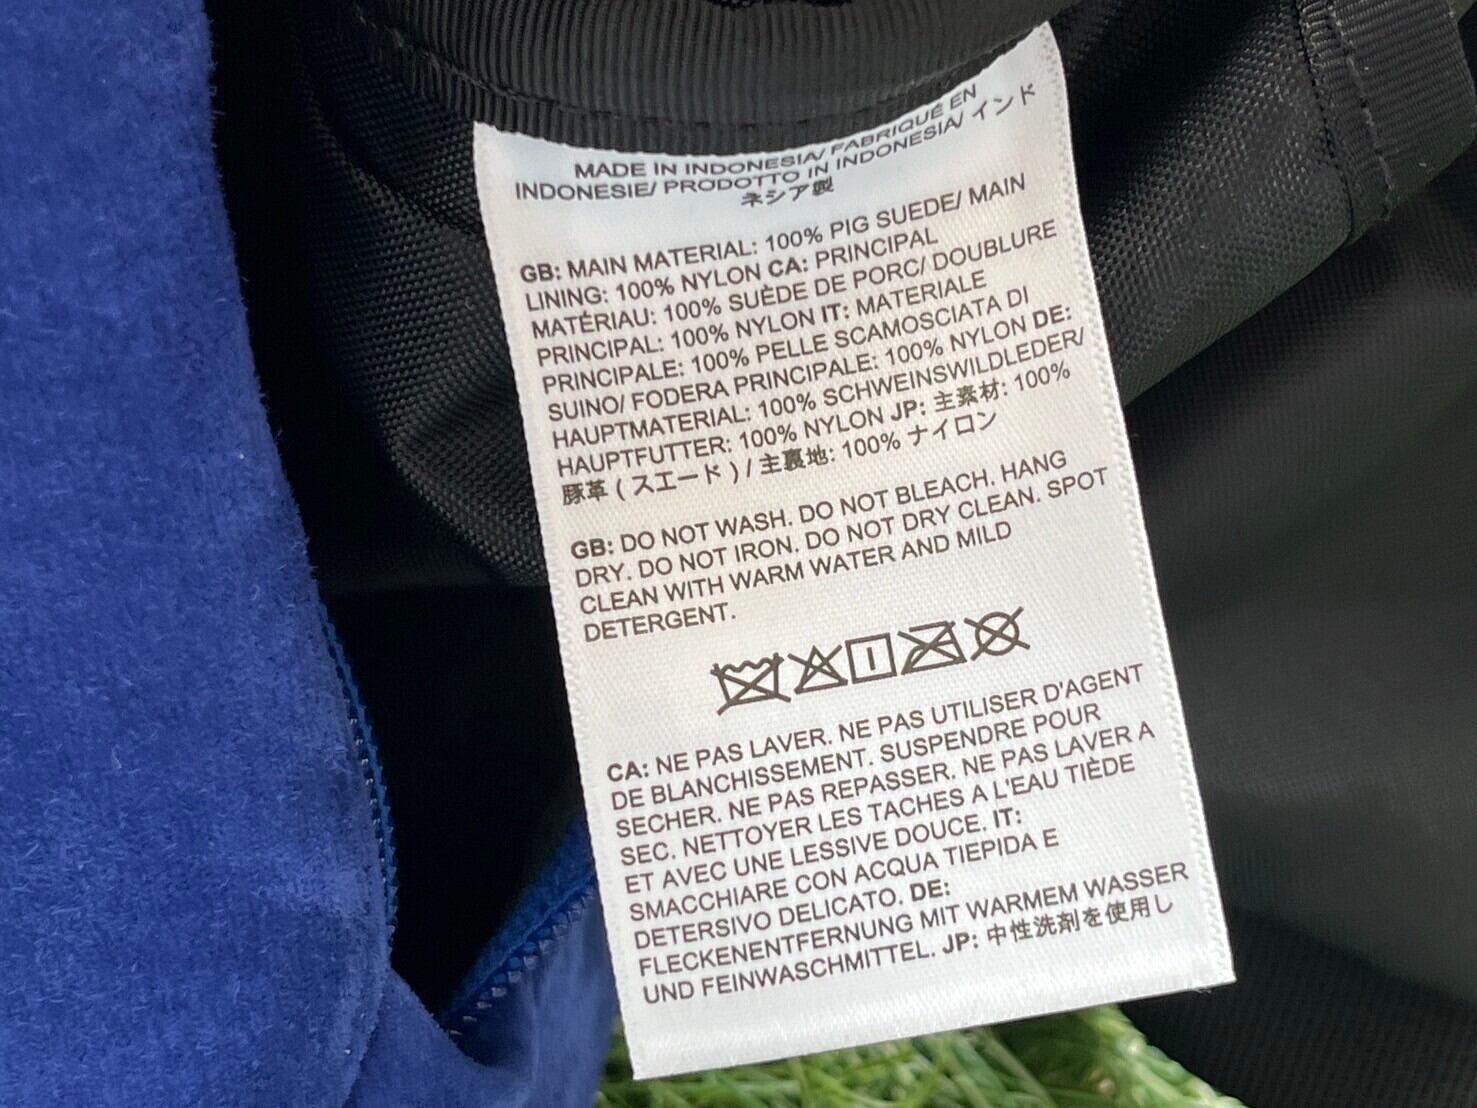 MADE IN INDONESIA/ FABRIQUÉ EN
INDONESIE/ PRODOTTO IN INDONESIA/ インド
ネシア製
GB: MAIN MATERIAL: 100% PIG SUEDE/ MAIN
LINING: 100% NYLON CA: PRINCIPAL
MATÉRIAU: 100% SUÈDE DE PORC/ DOUBLURE
PRINCIPAL: 100% NYLON IT: MATERIALE
PRINCIPALE: 100% PELLE SCAMOSCIATA DI
SUINO/ FODERA PRINCIPALE: 100% NYLON DE:
HAUPTMATERIAL: 100% SCHWEINSWILDLEDER/
HAUPTFUTTER: 100% NYLON JP: 主素材: 100%
豚革 ( スエード ) / 主裏地: 100% ナイロン
GB: DO NOT WASH. DO NOT BLEACH. HANG
DRY. DO NOT IRON. DO NOT DRY CLEAN. SPOT
CLEAN WITH WARM WATER AND MILD
DETERGENT.
CA: NE PAS LAVER. NE PAS UTILISER D'AGENT
DE BLANCHISSEMENT. SUSPENDRE POUR
SECHER. NE PAS REPASSER. NE PAS LAVER A
SEC. NETTOYER LES TACHES A L'EAU TIÈDE
ET AVEC UNE LESSIVE DOUCE. IT:
SMACCHIARE CON ACQUA TIEPIDA E
DETERSIVO DELICATO. DE:
FLECKENENTFERNUNG MIT WARMEM WASSER
UND FEINWASCHMITTEL. JP: 中性洗剤を使用し